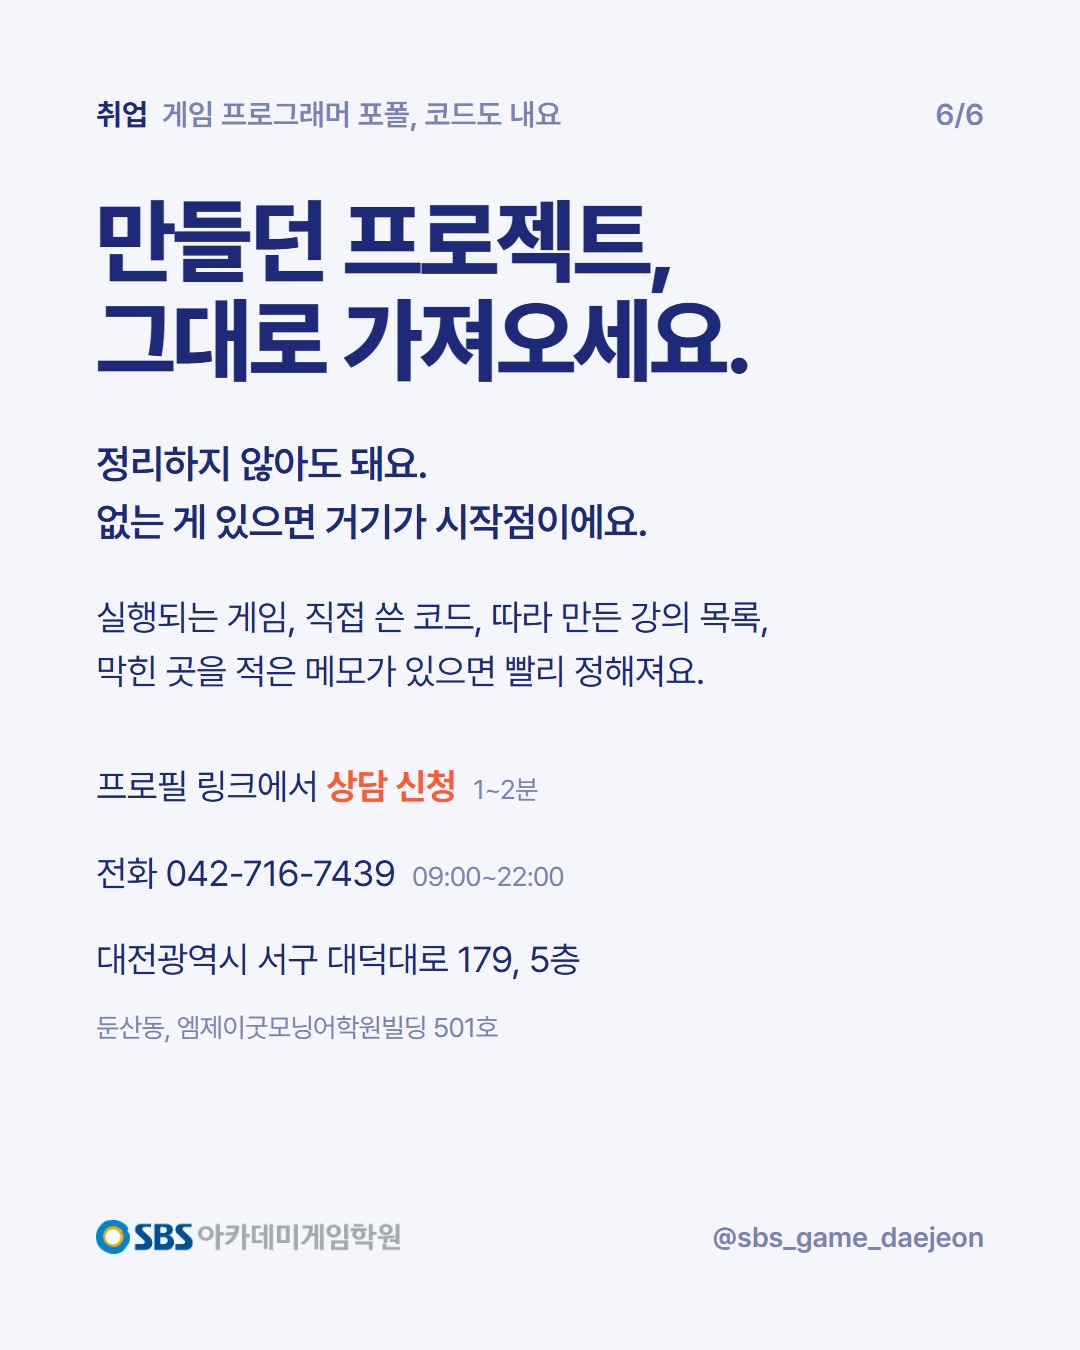 취업 게임 프로그래머 포폴, 코드도 내요 6/6
만들던 프로젝트,
그대로 가져오세요.
정리하지 않아도 돼요.
없는 게 있으면 거기가 시작점이에요.
실행되는 게임, 직접 쓴 코드, 따라 만든 강의 목록,
막힌 곳을 적은 메모가 있으면 빨리 정해져요.
프로필 링크에서 상담 신청 1~2분
전화 042-716-7439 09:00~22:00
대전광역시 서구 대덕대로 179, 5층
둔산동, 엠제이굿모닝어학원빌딩 501호
SBS 아카데미게임학원 @sbs_game_daejeon